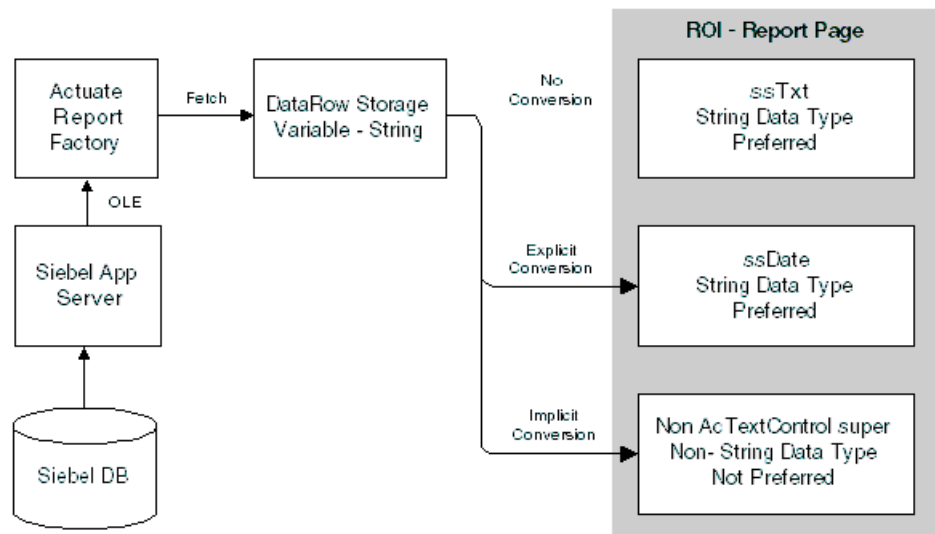 ROI - Report Page
Actuate
Report
Factory
Fetch
DataRow Storage
Variable - String
No
Conversion
ssTxt
String Data Type
Preferred
OLE
Siebel App
Server
Explicit
Conversion
ssDate
String Data Type
Preferred
Siebel DB
Implicit
Conversion
Non AcTextControl super
Non- String Data Type
Not Preferred